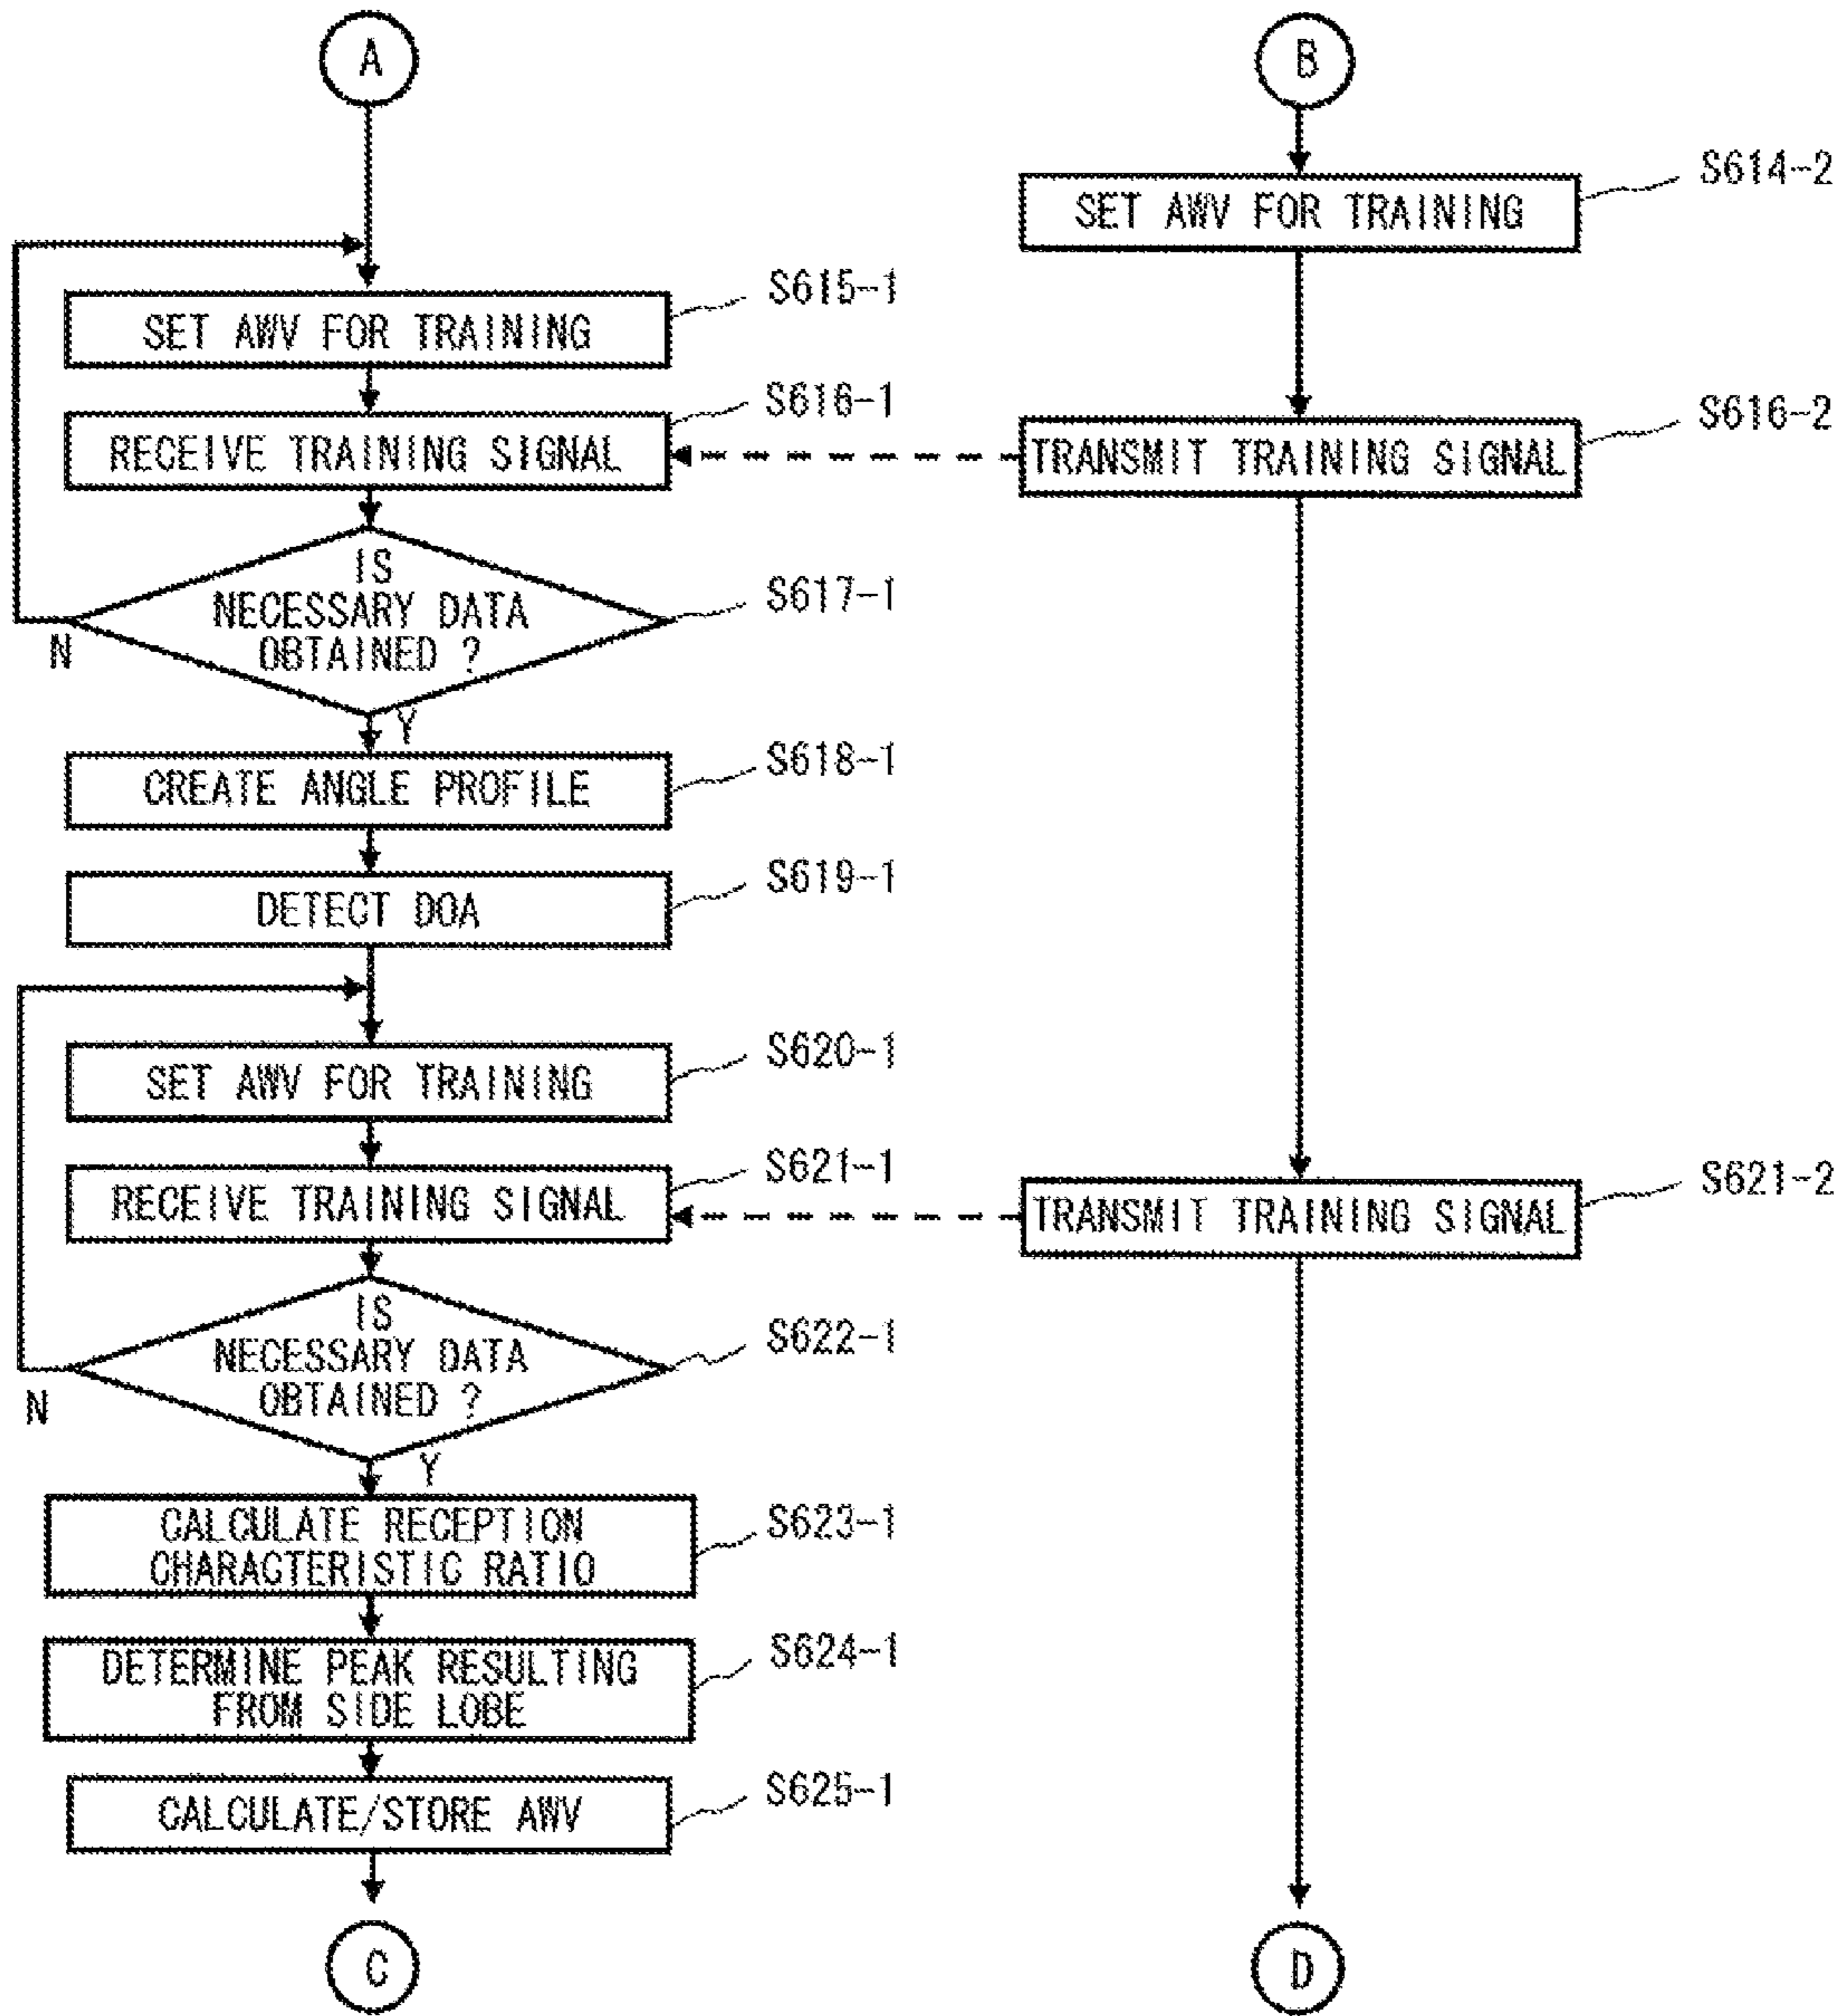 A
B
S614-2
SET AWV FOR TRAINING
S615-1
SET AWV FOR TRAINING
S616-1
RECEIVE TRAINING SIGNAL
S616-2
TRANSMIT TRAINING SIGNAL
S617-1
IS
NECESSARY DATA
OBTAINED ?
N
Y
S618-1
CREATE ANGLE PROFILE
S619-1
DETECT DOA
S620-1
SET AWV FOR TRAINING
S621-1
RECEIVE TRAINING SIGNAL
S621-2
TRANSMIT TRAINING SIGNAL
S622-1
IS
NECESSARY DATA
OBTAINED ?
N
Y
S623-1
CALCULATE RECEPTION
CHARACTERISTIC RATIO
S624-1
DETERMINE PEAK RESULTING
FROM SIDE LOBE
S625-1
CALCULATE/STORE AWV
C
D